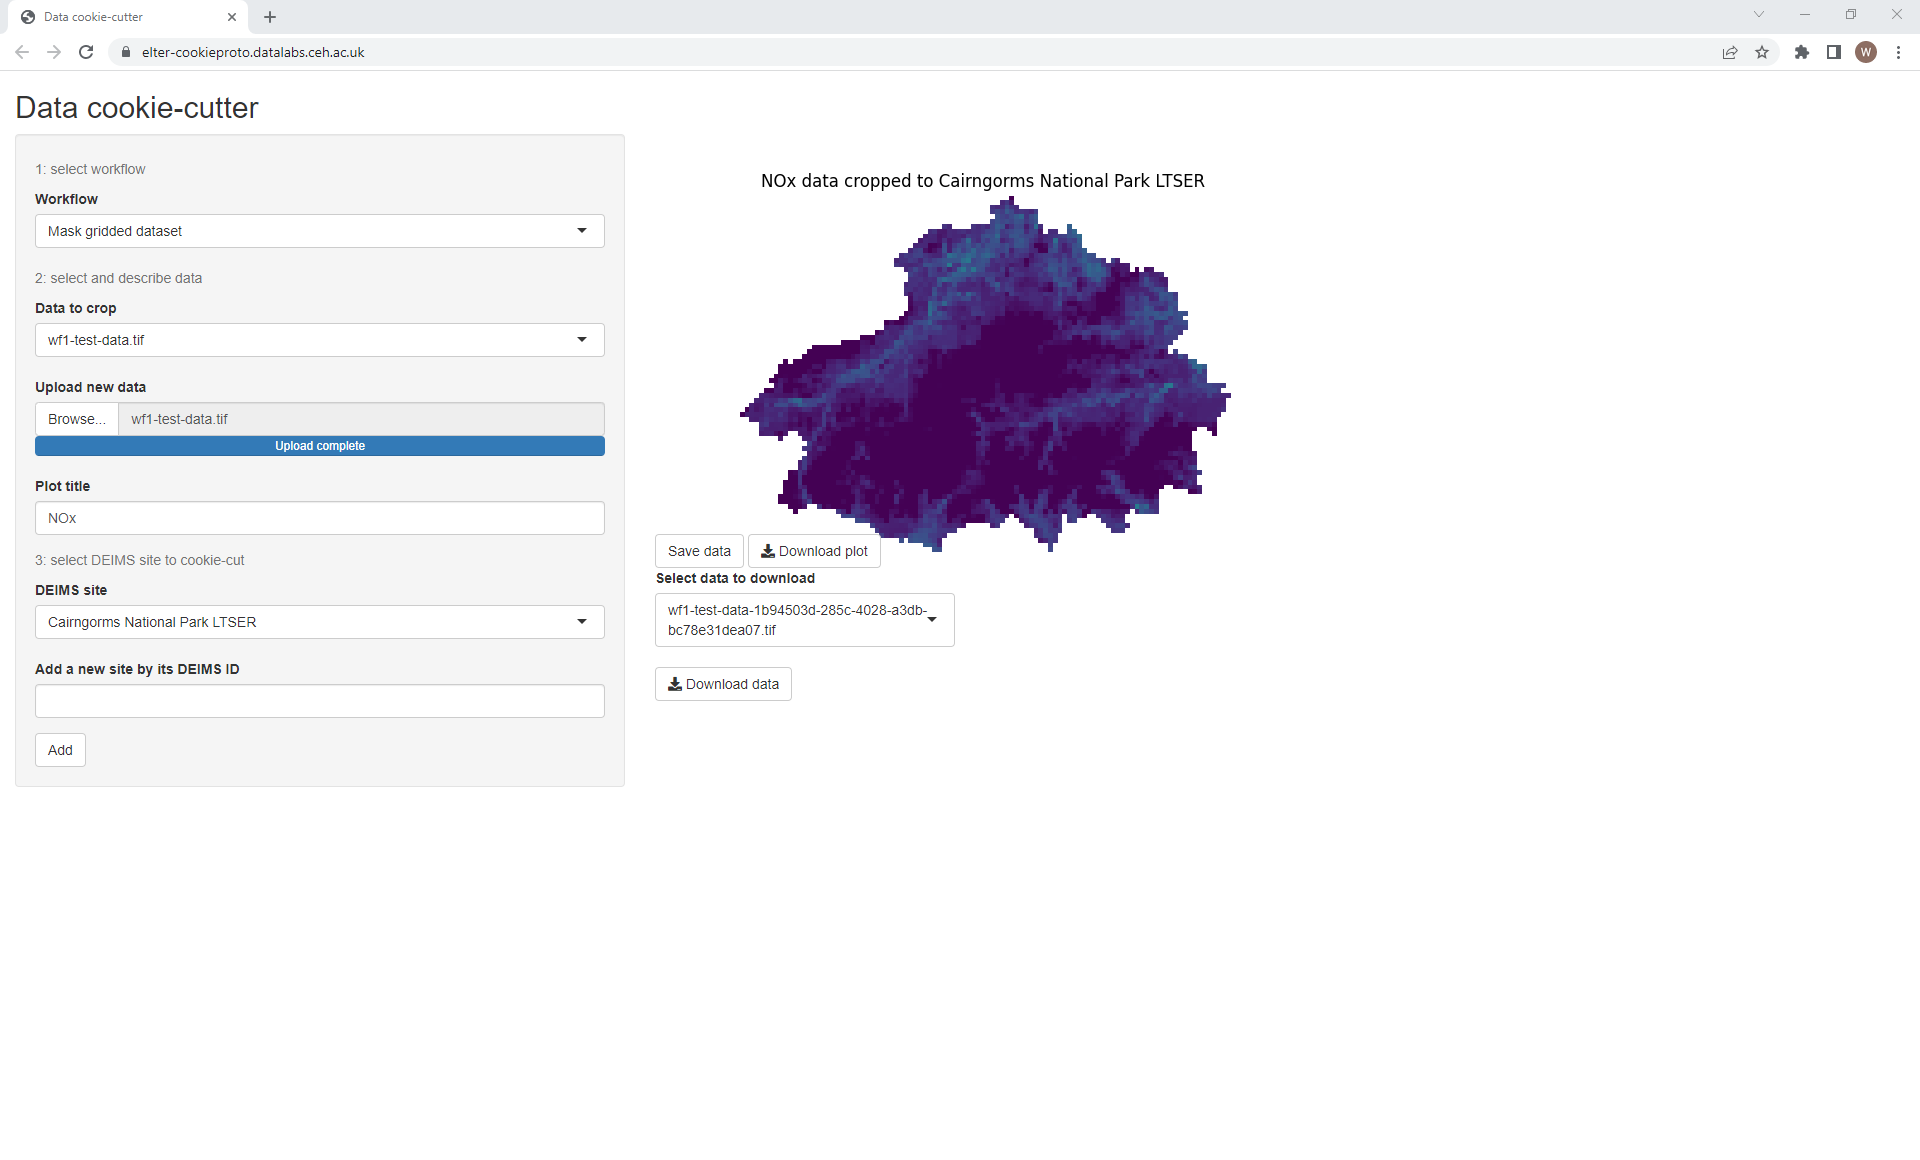 Data cookie-cutter
elter-cookieproto.datalabs.ceh.ac.uk
W
Data cookie-cutter
1: select workflow
Workflow
Mask gridded dataset
2: select and describe data
Data to crop
wf1-test-data.tif
Upload new data
Browse... wf1-test-data.tif
Upload complete
Plot title
NOx
3: select DEIMS site to cookie-cut
DEIMS site
Cairngorms National Park LTSER
Add a new site by its DEIMS ID
Add
NOx data cropped to Cairngorms National Park LTSER
Save data Download plot
Select data to download
wf1-test-data-1b94503d-285c-4028-a3db-
bc78e31dea07.tif
Download data